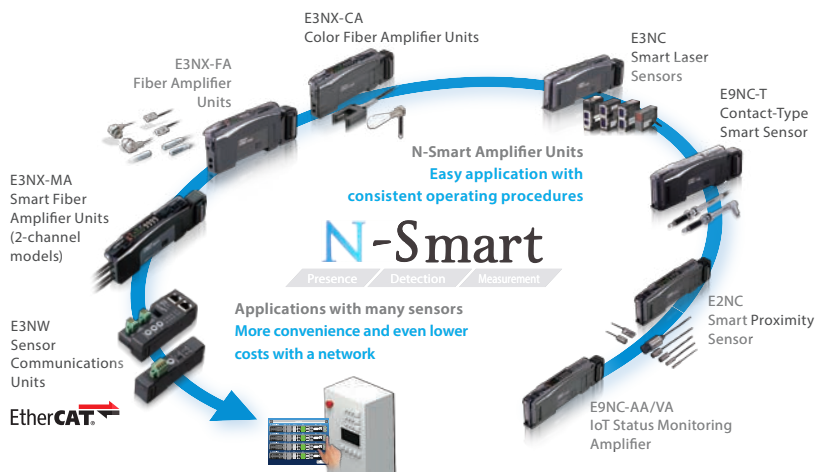 E3NX-CA
Color Fiber Amplifier Units
E3NC
Smart Laser
Sensors
E3NX-FA
Fiber Amplifier
Units
E9NC-T
Contact-Type
Smart Sensor
N-Smart Amplifier Units
Easy application with
consistent operating procedures
E3NX-MA
Smart Fiber
Amplifier Units
(2-channel
models)
N-Smart
Presence Detection Measurement
Applications with many sensors
More convenience and even lower
costs with a network
E2NC
Smart Proximity
Sensor
E3NW
Sensor
Communications
Units
EtherCAT®
E9NC-AA/VA
IoT Status Monitoring
Amplifier